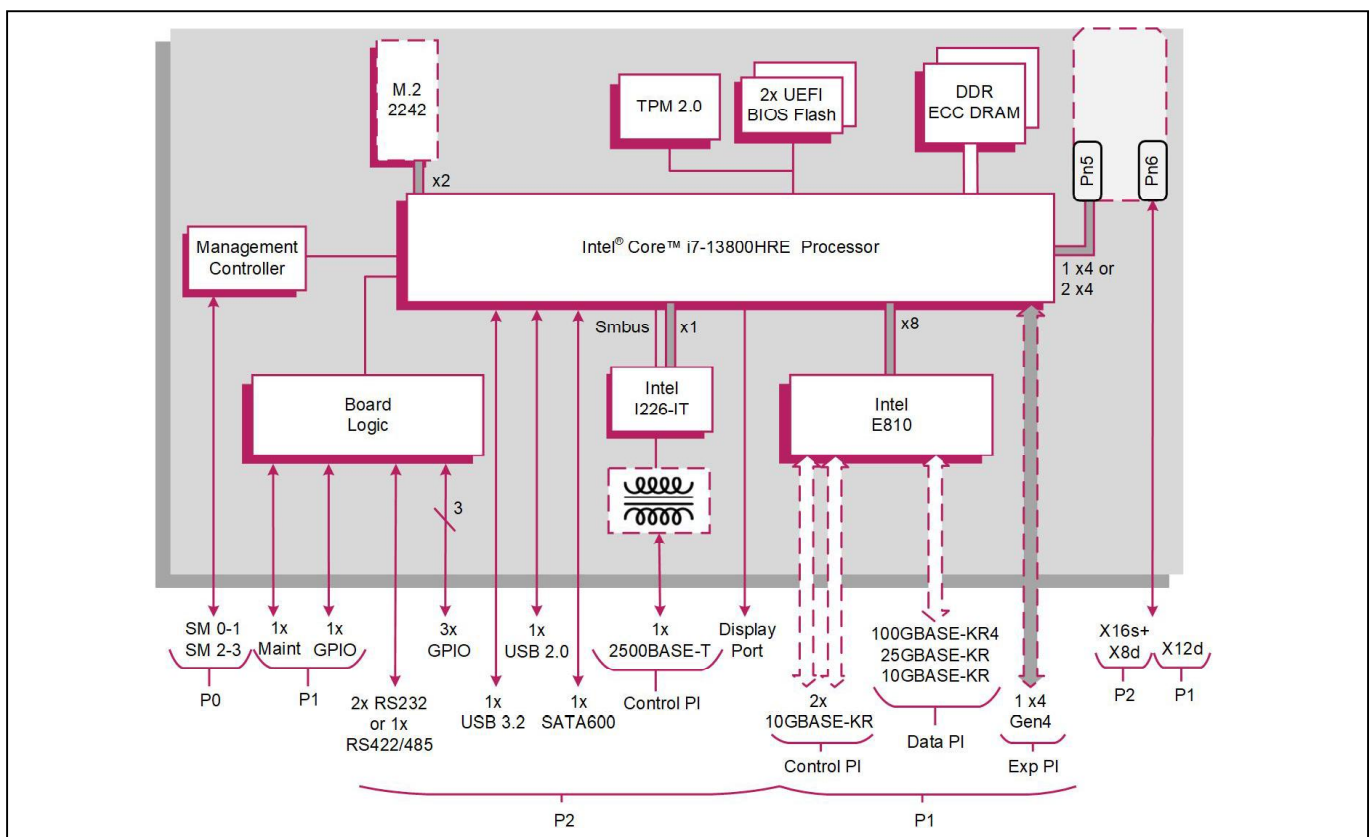 M.2
2242
TPM 2.0
2x UEFI
BIOS Flash
DDR
ECC DRAM
Pn5
Pn6
x2
Intel® Core™ i7-13800HRE Processor
Management
Controller
1 x4 or
2 x4
Smbus
x1
x8
Board
Logic
Intel
I226-IT
Intel
E810
3
SM 0-1
SM 2-3
P0
1x
Maint
1x
GPIO
P1
2x RS232
or 1x
RS422/485
3x
GPIO
1x
USB 3.2
1x
USB 2.0
1x
SATA600
1x
2500BASE-T
Control PI
Display
Port
2x
10GBASE-KR
Control PI
100GBASE-KR4
25GBASE-KR
10GBASE-KR
Data PI
1 x4
Gen4
Exp PI
X16s+
X8d
P2
X12d
P1
P2
P1